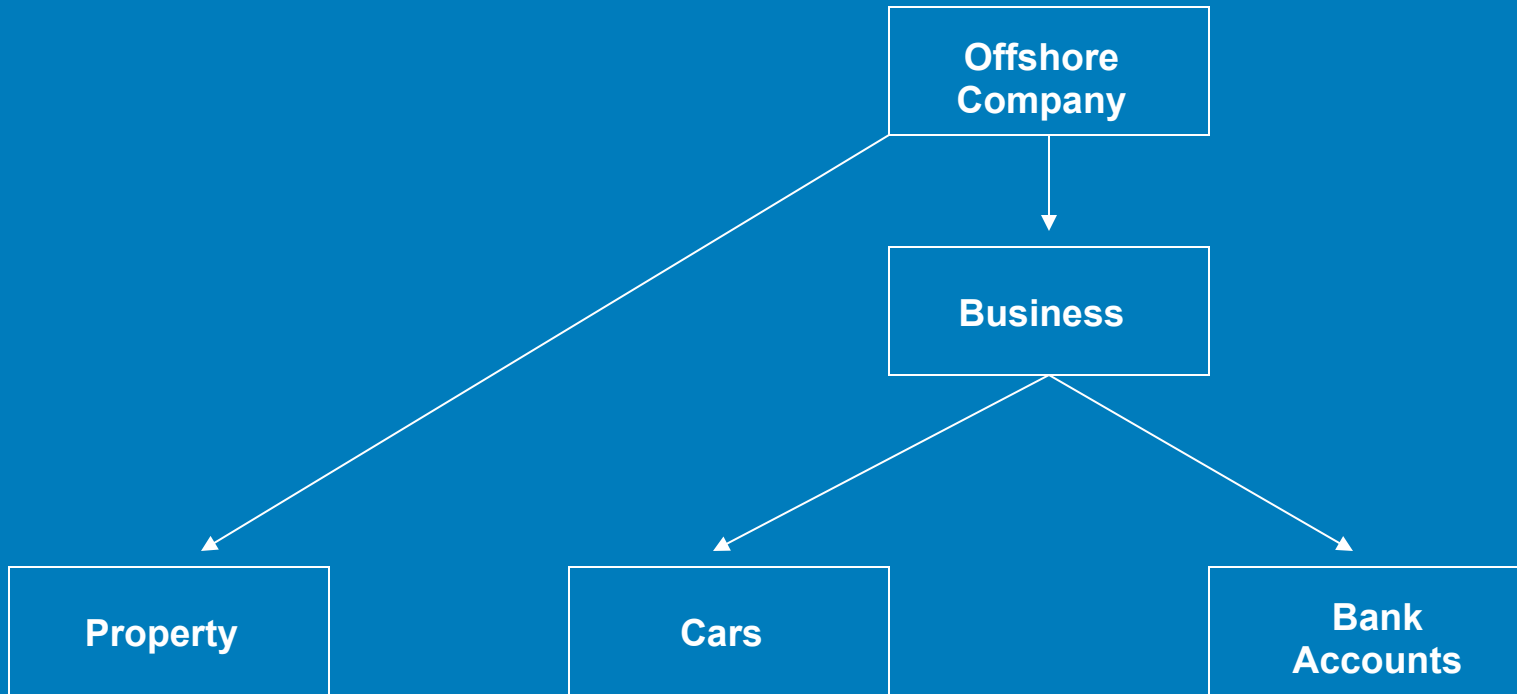 Offshore
Company
Business
Property
Cars
Bank
Accounts